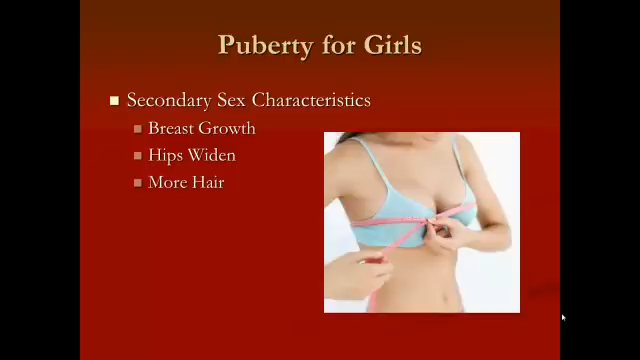 Puberty for Girls
Secondary Sex Characteristics
Breast Growth
Hips Widen
More Hair